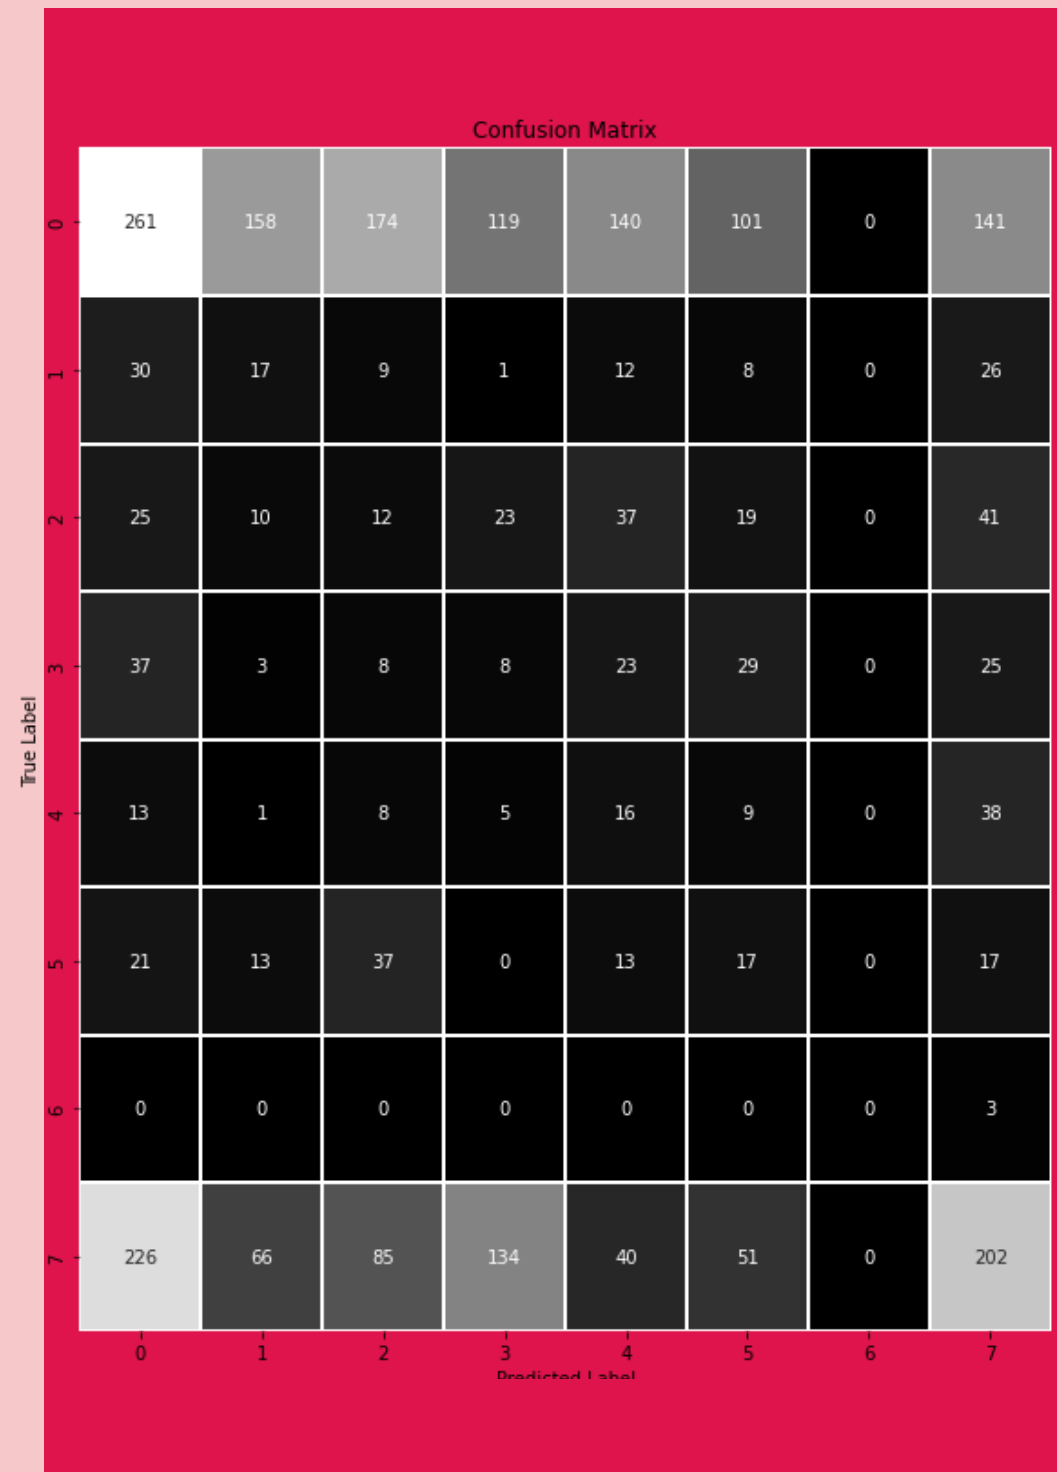 Confusion Matrix
0 261 158 174 119 140 101 0 141
1 30 17 9 1 12 8 0 26
2 25 10 12 23 37 19 0 41
3 37 3 8 8 23 29 0 25
True Label
4 13 1 8 5 16 9 0 38
5 21 13 37 0 13 17 0 17
6 0 0 0 0 0 0 0 3
7 226 66 85 134 40 51 0 202
0 1 2 3 4 5 6 7
Predicted Label